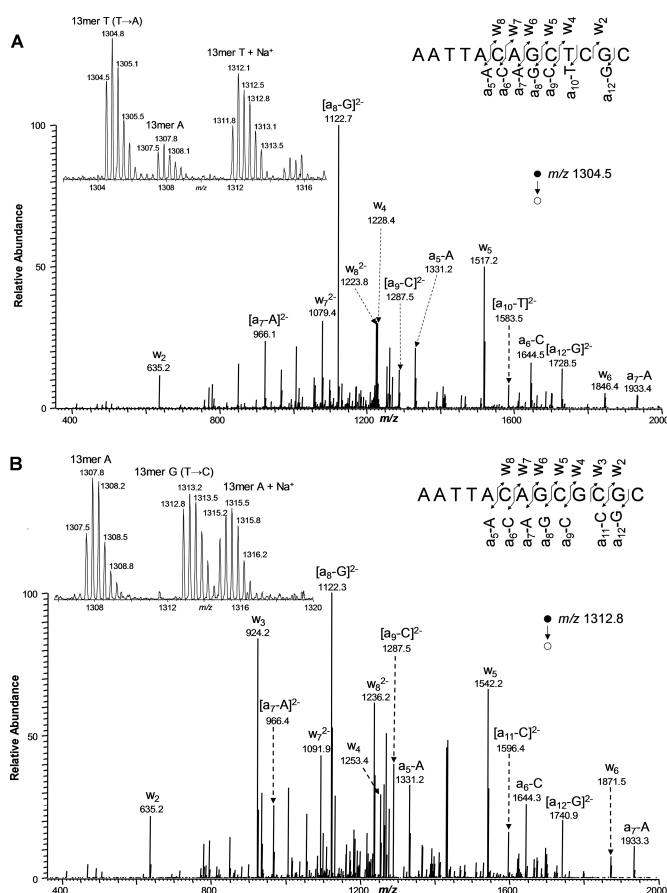 A
13mer T (T→A)
1304.8
1304.5
1305.1
1305.5
13mer A
1307.8
1307.5
1308.1
13mer T + Na⁺
1312.1
1312.5
1312.8
1311.8
1313.1
1313.5
1304 1308 m/z 1312 1316
w₈ w₇ w₆ w₅ w₄ w₂
AATTACAGCTCGC
a₅-A a₆-C a₇-A a₈-G a₉-C a₁₀-T a₁₂-G
m/z 1304.5
Relative Abundance
100
50
0
w₂
635.2
[a₇-A]²⁻
966.1
w₇²⁻
1079.4
[a₈-G]²⁻
1122.7
w₈²⁻
1223.8
w₄
1228.4
[a₉-C]²⁻
1287.5
a₅-A
1331.2
w₅
1517.2
[a₁₀-T]²⁻
1583.5
a₆-C
1644.5
[a₁₂-G]²⁻
1728.5
w₆
1846.4
a₇-A
1933.4
400 600 800 1000 1200 1400 1600 1800 2000
m/z
B
13mer A
1307.8
1308.2
1307.5
1308.5
1308.8
13mer G (T→C)
1313.2
1312.8
1313.5
13mer A + Na⁺
1315.5
1315.2
1315.8
1316.2
1308 1312 m/z 1316 1320
w₈ w₇ w₆ w₅ w₄ w₃ w₂
AATTACAGCGCGC
a₅-A a₆-C a₇-A a₈-G a₉-C a₁₁-C a₁₂-G
m/z 1312.8
Relative Abundance
100
50
0
w₂
635.2
w₃
924.2
[a₇-A]²⁻
966.4
w₇²⁻
1091.9
[a₈-G]²⁻
1122.3
w₈²⁻
1236.2
w₄
1253.4
[a₉-C]²⁻
1287.5
a₅-A
1331.2
w₅
1542.2
[a₁₁-C]²⁻
1596.4
a₆-C
1644.3
[a₁₂-G]²⁻
1740.9
w₆
1871.5
a₇-A
1933.3
400 600 800 1000 1200 1400 1600 1800 2000
m/z